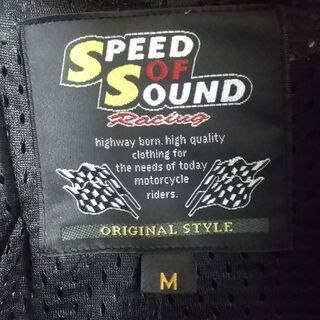 SPEED
OF
SOUND
Racing
highway born. high quality
clothing for
the needs of today
motorcycle
riders.
ORIGINAL STYLE
M